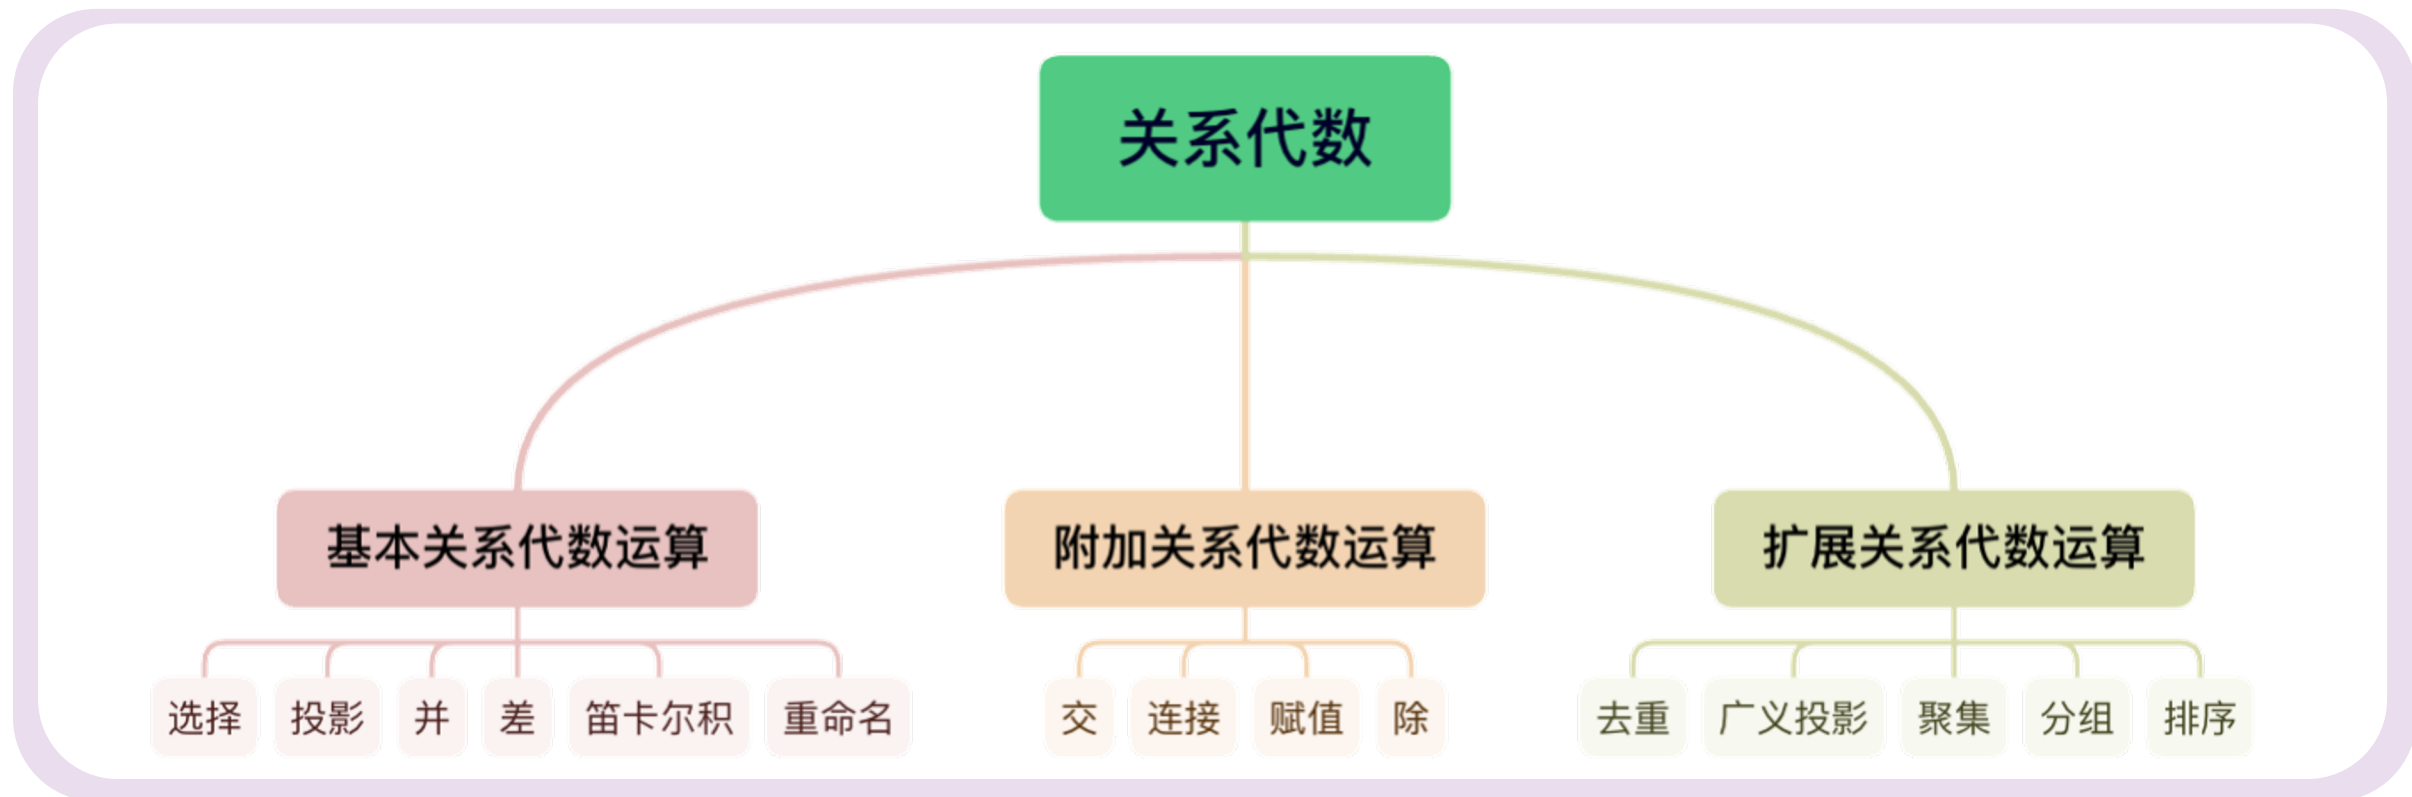 关系代数
基本关系代数运算
附加关系代数运算
扩展关系代数运算
选择
投影
并
差
笛卡尔积
重命名
交
连接
赋值
除
去重
广义投影
聚集
分组
排序